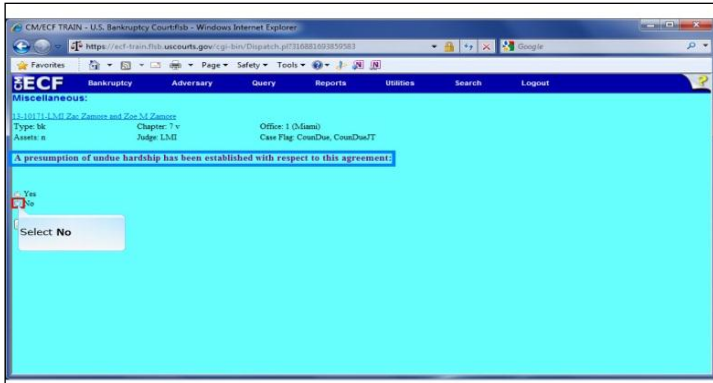 CM/ECF TRAIN - U.S. Bankruptcy Court:flsb - Windows Internet Explorer
https://ecf-train.flsb.uscourts.gov/cgi-bin/Dispatch.pl?316881693859583
Google
Favorites Page Safety Tools
ECF Bankruptcy Adversary Query Reports Utilities Search Logout ?
Miscellaneous:
13-10171-LMI Zac Zamore and Zoe M Zamore
Type: bk Chapter: 7 v Office: 1 (Miami)
Assets: n Judge: LMI Case Flag: CounDue, CounDueJT
A presumption of undue hardship has been established with respect to this agreement:
Yes
No
Select No